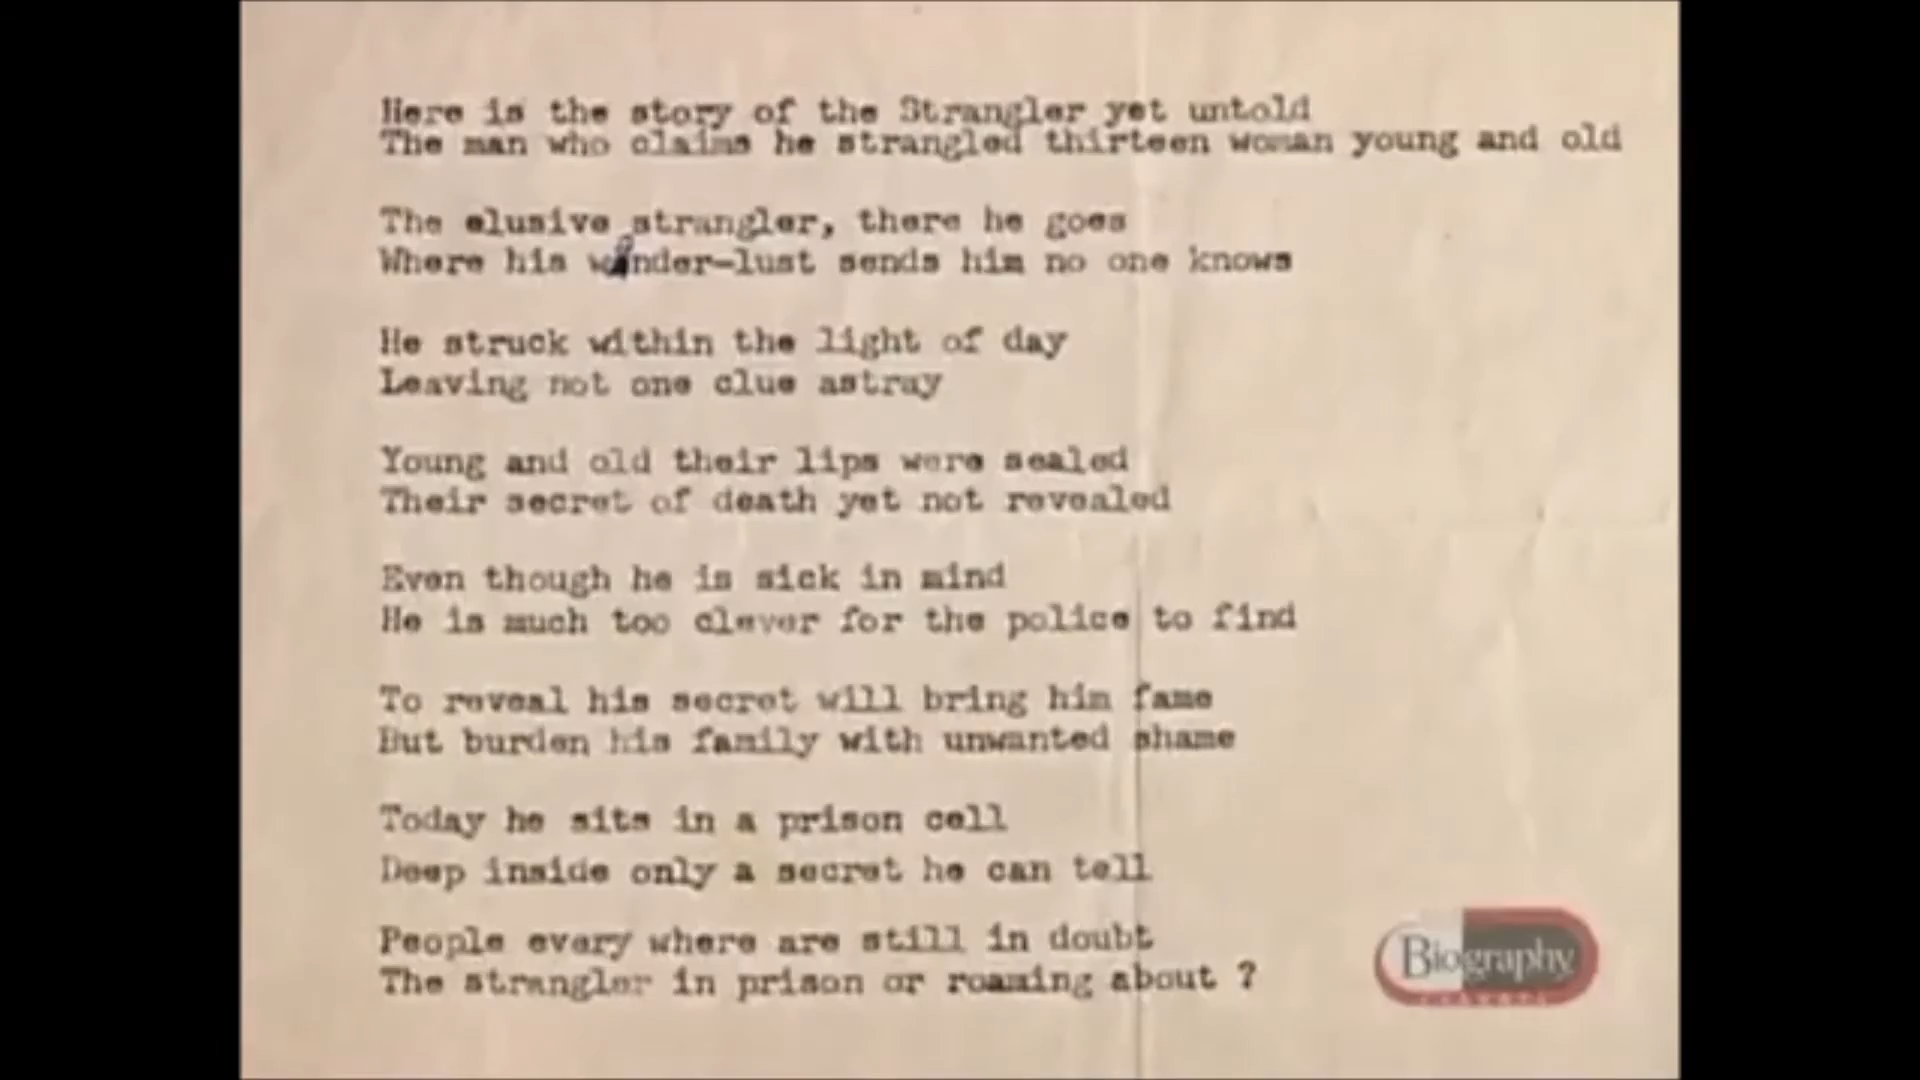 Here is the story of the Strangler yet untold
The man who claims he strangled thirteen woman young and old
The elusive strangler, there he goes
Where his wander-lust sends him no one knows
He struck within the light of day
Leaving not one clue astray
Young and old their lips were sealed
Their secret of death yet not revealed
Even though he is sick in mind
He is much too clever for the police to find
To reveal his secret will bring him fame
But burden his family with unwanted shame
Today he sits in a prison cell
Deep inside only a secret he can tell
People every where are still in doubt
The strangler in prison or roaming about ?
Biography
CHANNEL